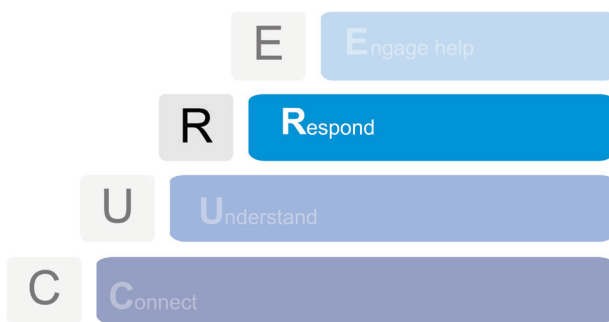 E Engage help
R Respond
U Understand
C Connect